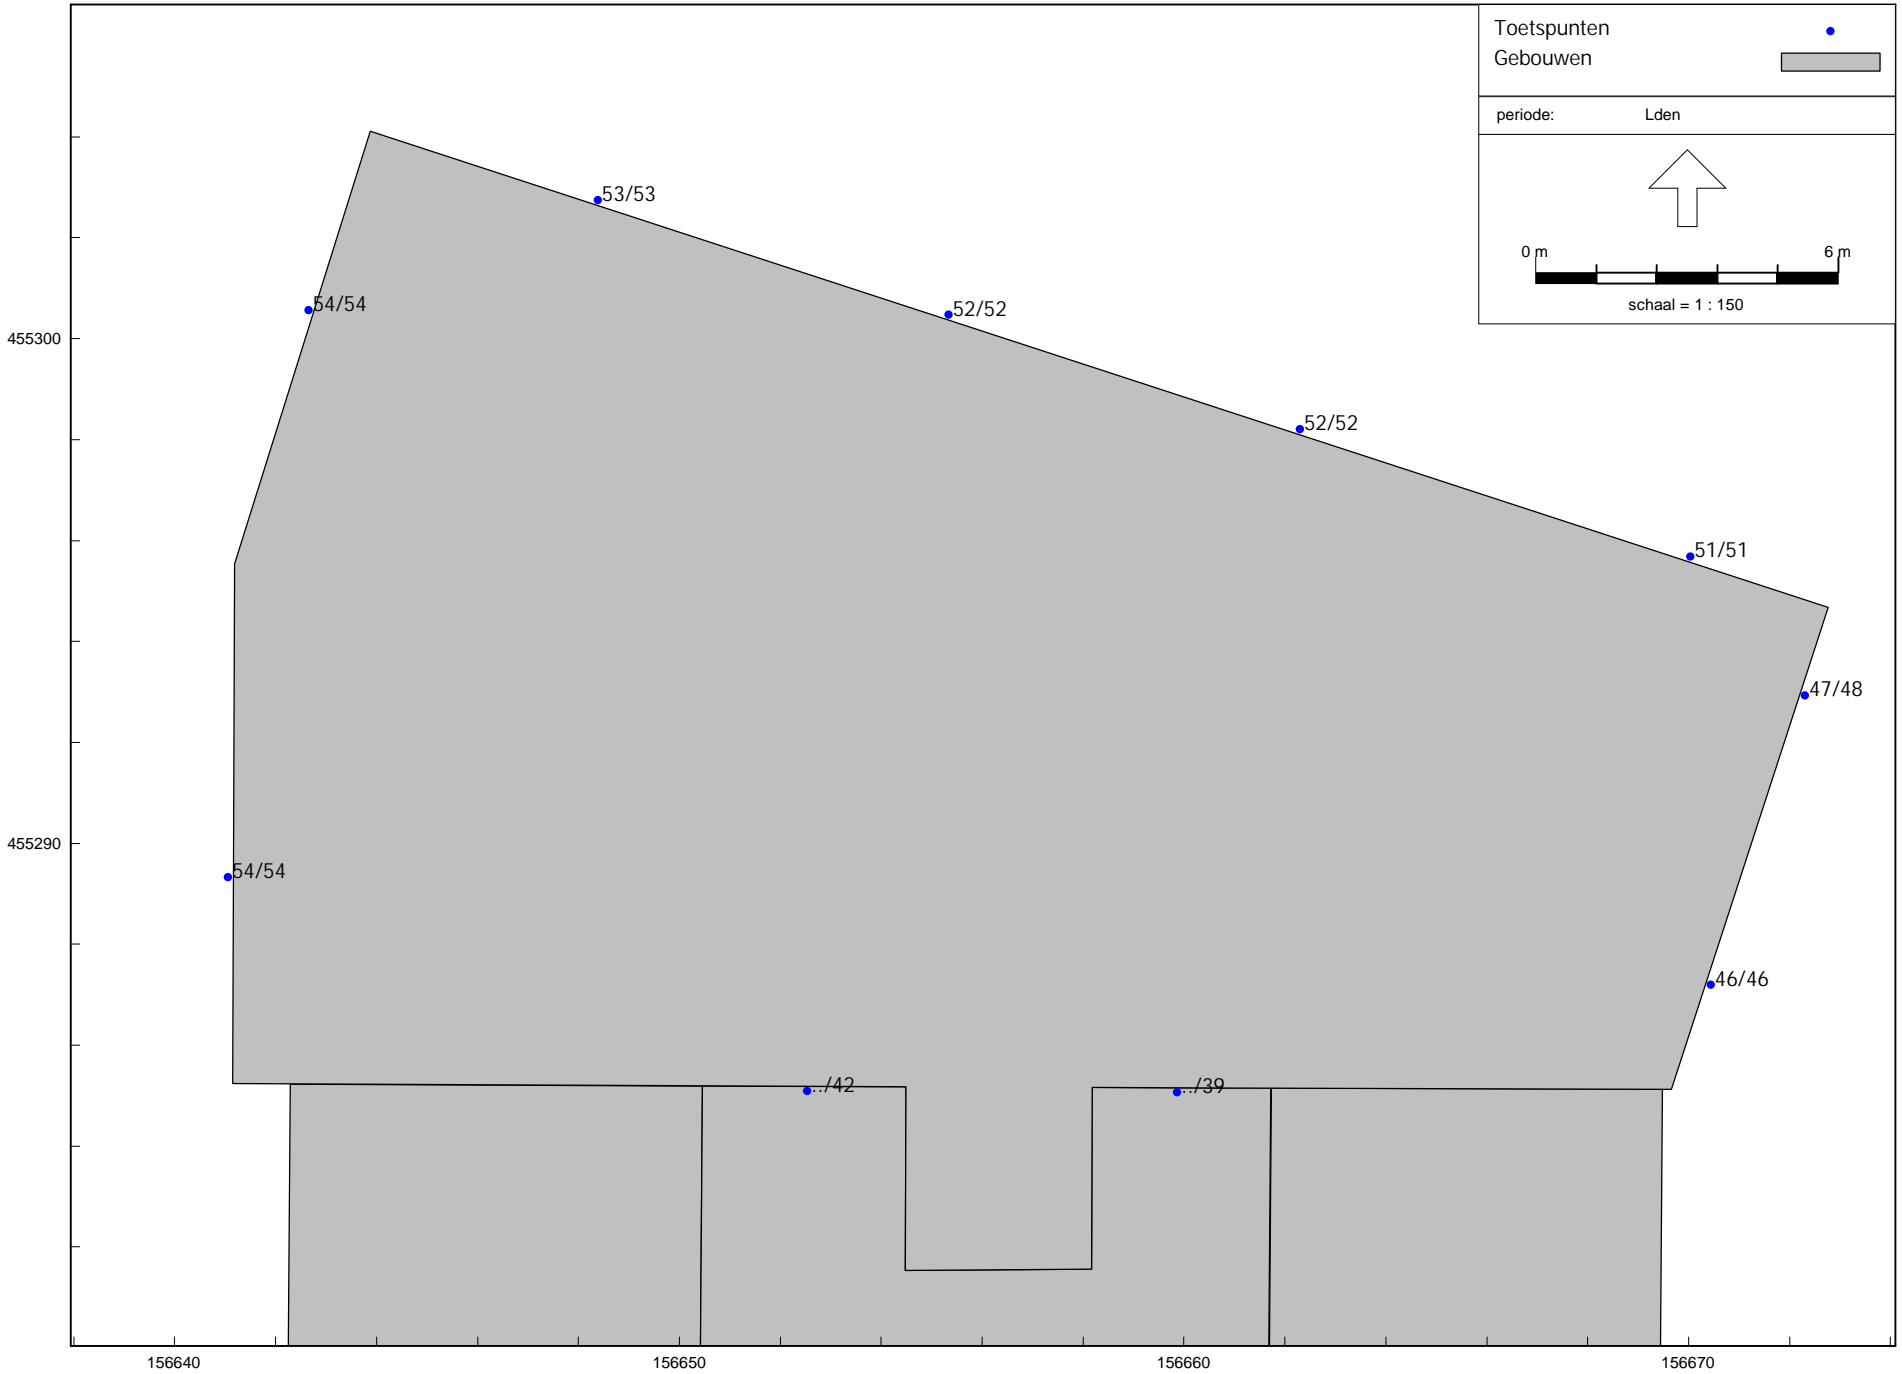 Toetspunten
Gebouwen
periode: Lden
0 m 6 m
schaal = 1 : 150
53/53
54/54
52/52
455300
52/52
51/51
47/48
455290
54/54
46/46
../42
../39
156640 156650 156660 156670